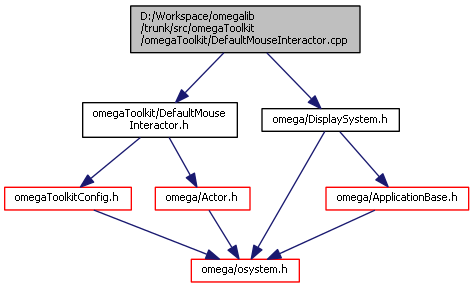 D:/Workspace/omegalib
/trunk/src/omegaToolkit
/omegaToolkit/DefaultMouseInteractor.cpp
omegaToolkit/DefaultMouse
Interactor.h
omega/DisplaySystem.h
omegaToolkitConfig.h
omega/Actor.h
omega/ApplicationBase.h
omega/osystem.h